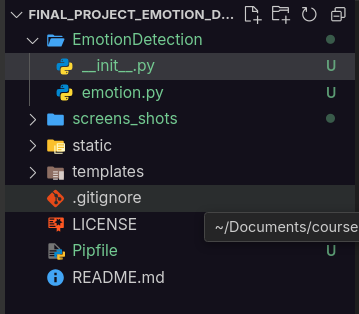 FINAL_PROJECT_EMOTION_D...
EmotionDetection
__init__.py U
emotion.py U
screens_shots
static
templates
.gitignore
LICENSE
~/Documents/course
Pipfile U
README.md